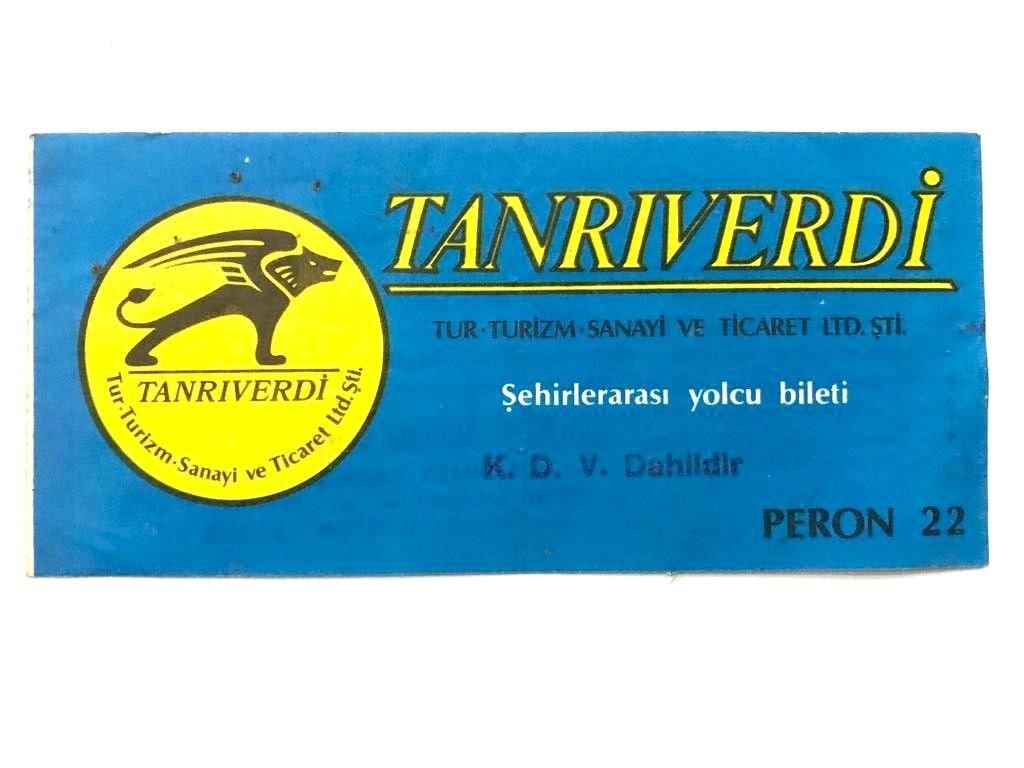 TANRIVERDİ
TUR·TURİZM·SANAYİ VE TİCARET LTD. ŞTİ.
Şehirlerarası yolcu bileti
K. D. V. Dahildir
PERON 22
TANRIVERDİ
Tur·Turizm·Sanayi ve Ticaret Ltd.Şti.